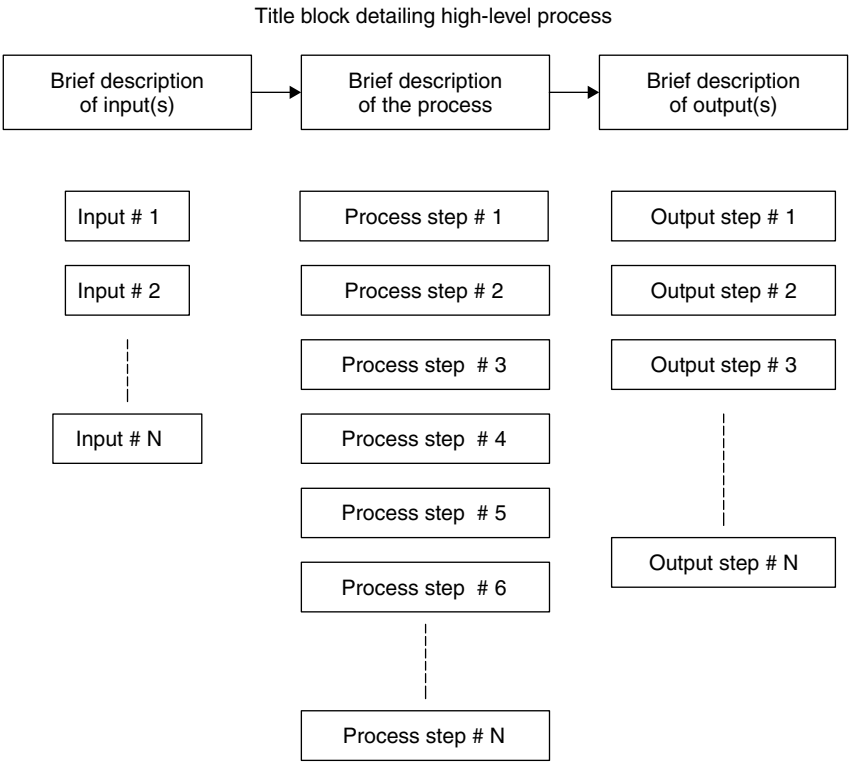 Title block detailing high-level process
Brief description
of input(s)
Brief description
of the process
Brief description
of output(s)
Input # 1
Process step # 1
Output step # 1
Input # 2
Process step # 2
Output step # 2
Process step # 3
Output step # 3
Input # N
Process step # 4
Process step # 5
Output step # N
Process step # 6
Process step # N